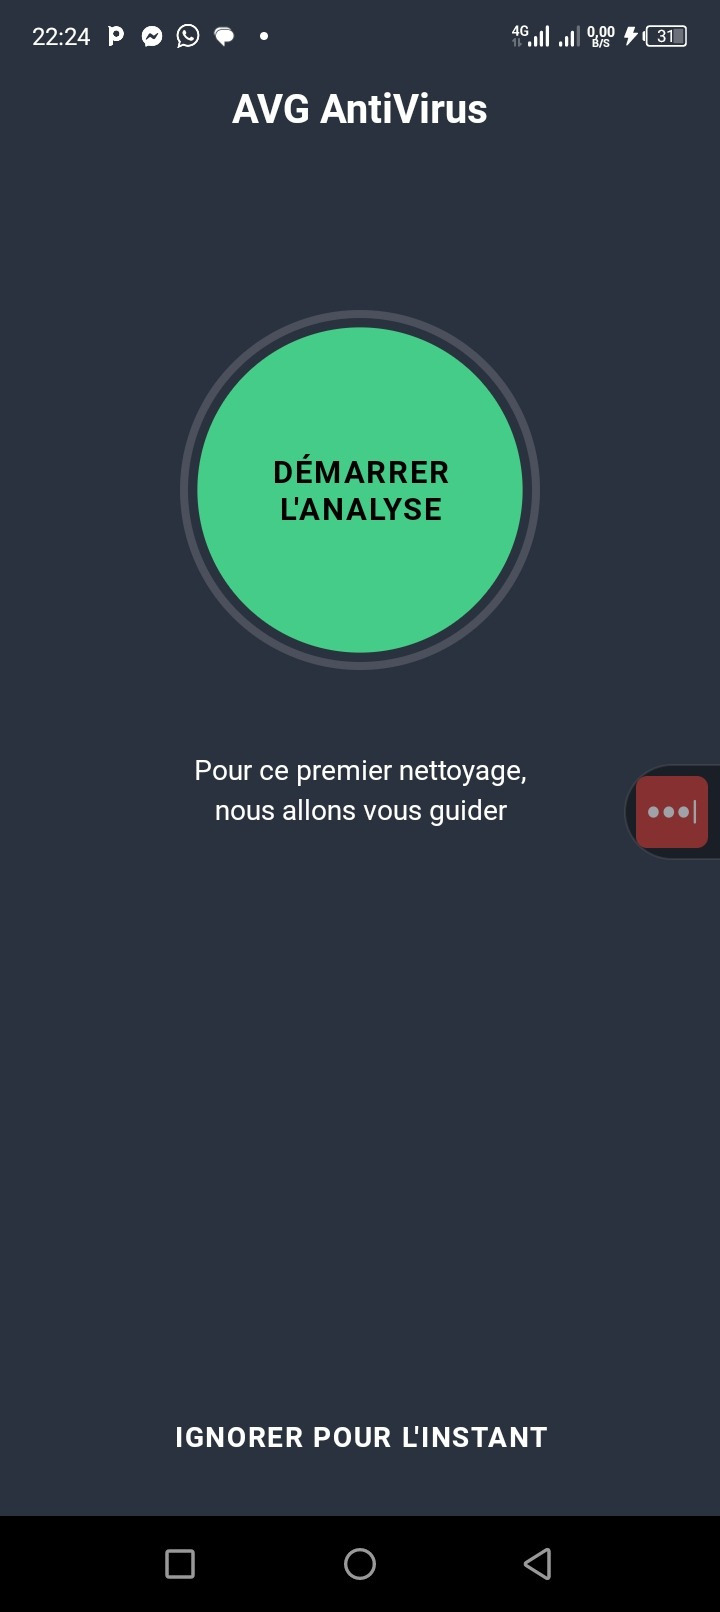 22:24
4G
0,00
B/S
31
AVG AntiVirus
DÉMARRER
L'ANALYSE
Pour ce premier nettoyage,
nous allons vous guider
IGNORER POUR L'INSTANT